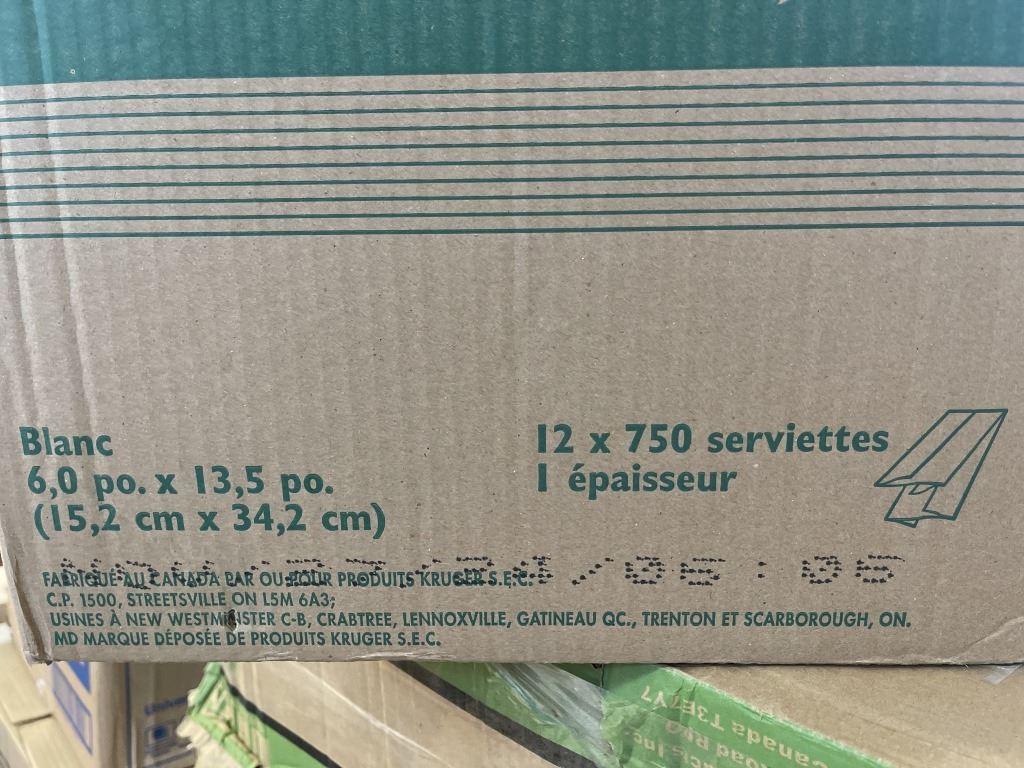 Blanc
6,0 po. x 13,5 po.
(15,2 cm x 34,2 cm)
12 x 750 serviettes
1 épaisseur
FABRIQUÉ AU CANADA PAR OU POUR PRODUITS KRUGER S.E.C.
C.P. 1500, STREETSVILLE ON L5M 6A3;
USINES À NEW WESTMINSTER C-B, CRABTREE, LENNOXVILLE, GATINEAU QC., TRENTON ET SCARBOROUGH, ON.
MD MARQUE DÉPOSÉE DE PRODUITS KRUGER S.E.C.
Canada T3E7Y7